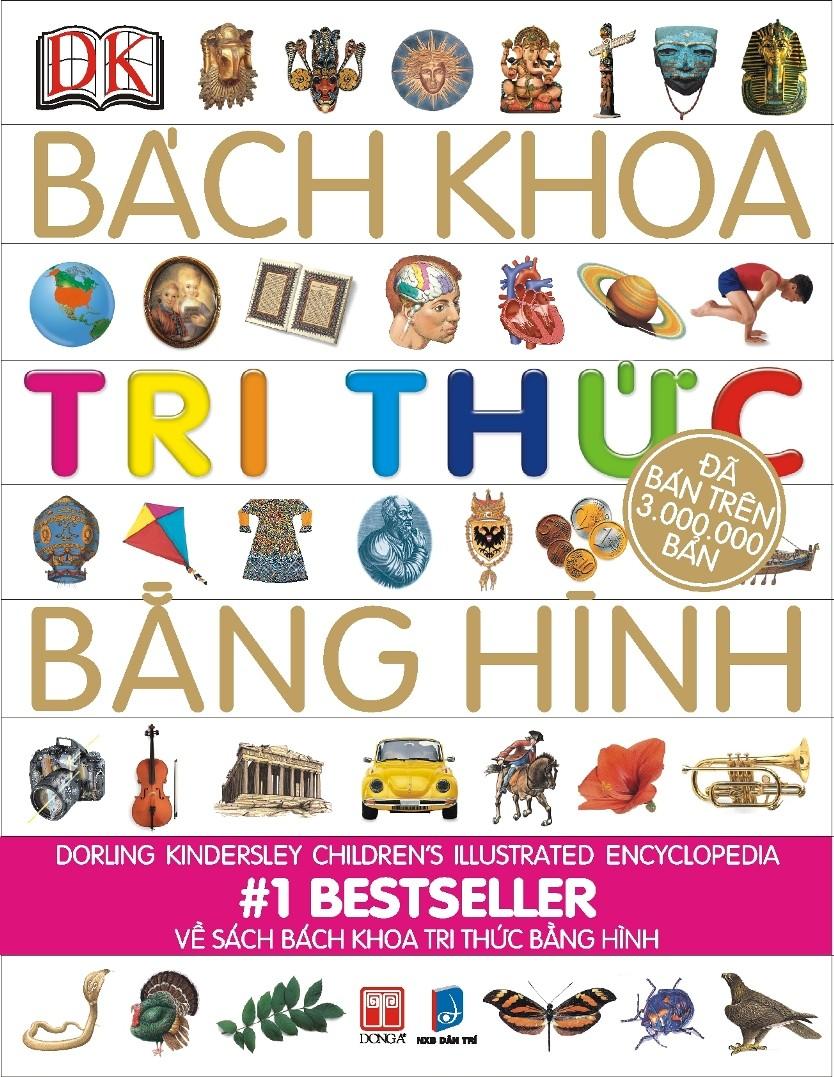 DK
BÁCH KHOA
TRI THỨC
ĐÃ
BÁN TRÊN
3.000.000
BẢN
BẰNG HÌNH
DORLING KINDERSLEY CHILDREN'S ILLUSTRATED ENCYCLOPEDIA
#1 BESTSELLER
VỀ SÁCH BÁCH KHOA TRI THỨC BẰNG HÌNH
DONGA
NXB DÂN TRÍ